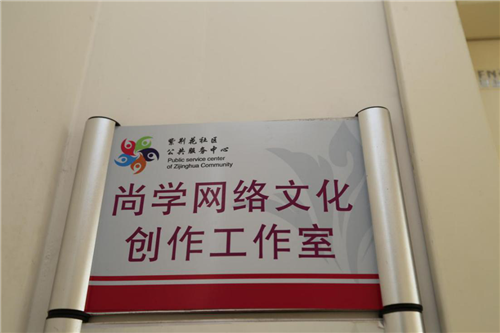 紫荆花社区
公共服务中心
Public service center
of Zijinghua Community
尚学网络文化
创作工作室